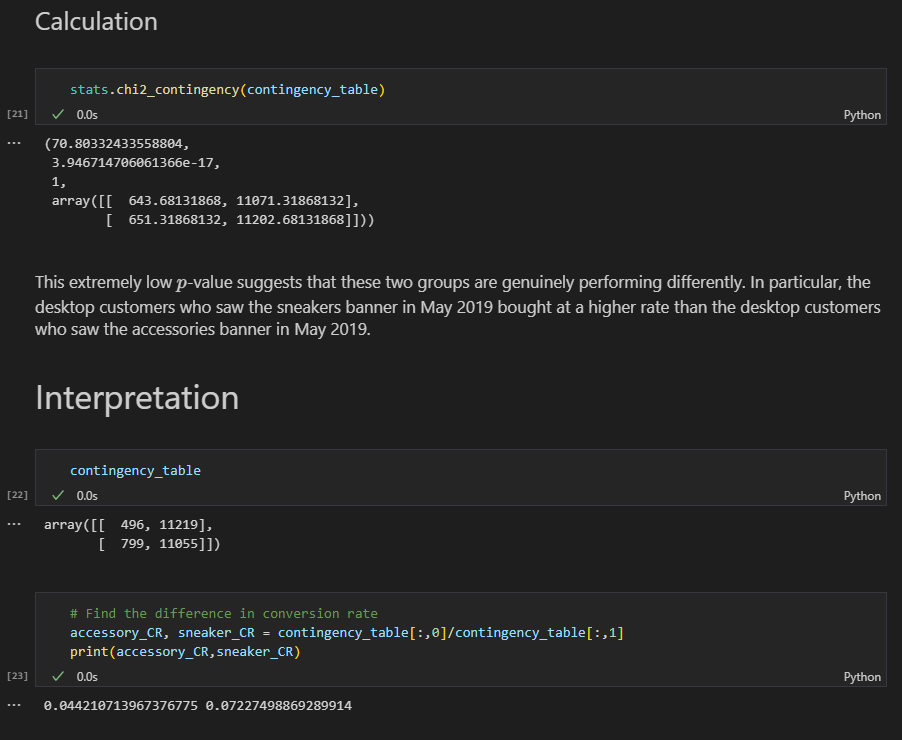 Calculation
stats.chi2_contingency(contingency_table)
[21]
0.0s
Python
...
(70.80332433558804,
3.946714706061366e-17,
1,
array([[  643.68131868, 11071.31868132],
[  651.31868132, 11202.68131868]]))
This extremely low p-value suggests that these two groups are genuinely performing differently. In particular, the
desktop customers who saw the sneakers banner in May 2019 bought at a higher rate than the desktop customers
who saw the accessories banner in May 2019.
Interpretation
contingency_table
[22]
0.0s
Python
...
array([[  496, 11219],
[  799, 11055]])
# Find the difference in conversion rate
accessory_CR, sneaker_CR = contingency_table[:,0]/contingency_table[:,1]
print(accessory_CR,sneaker_CR)
[23]
0.0s
Python
...
0.044210713967376775 0.07227498869289914